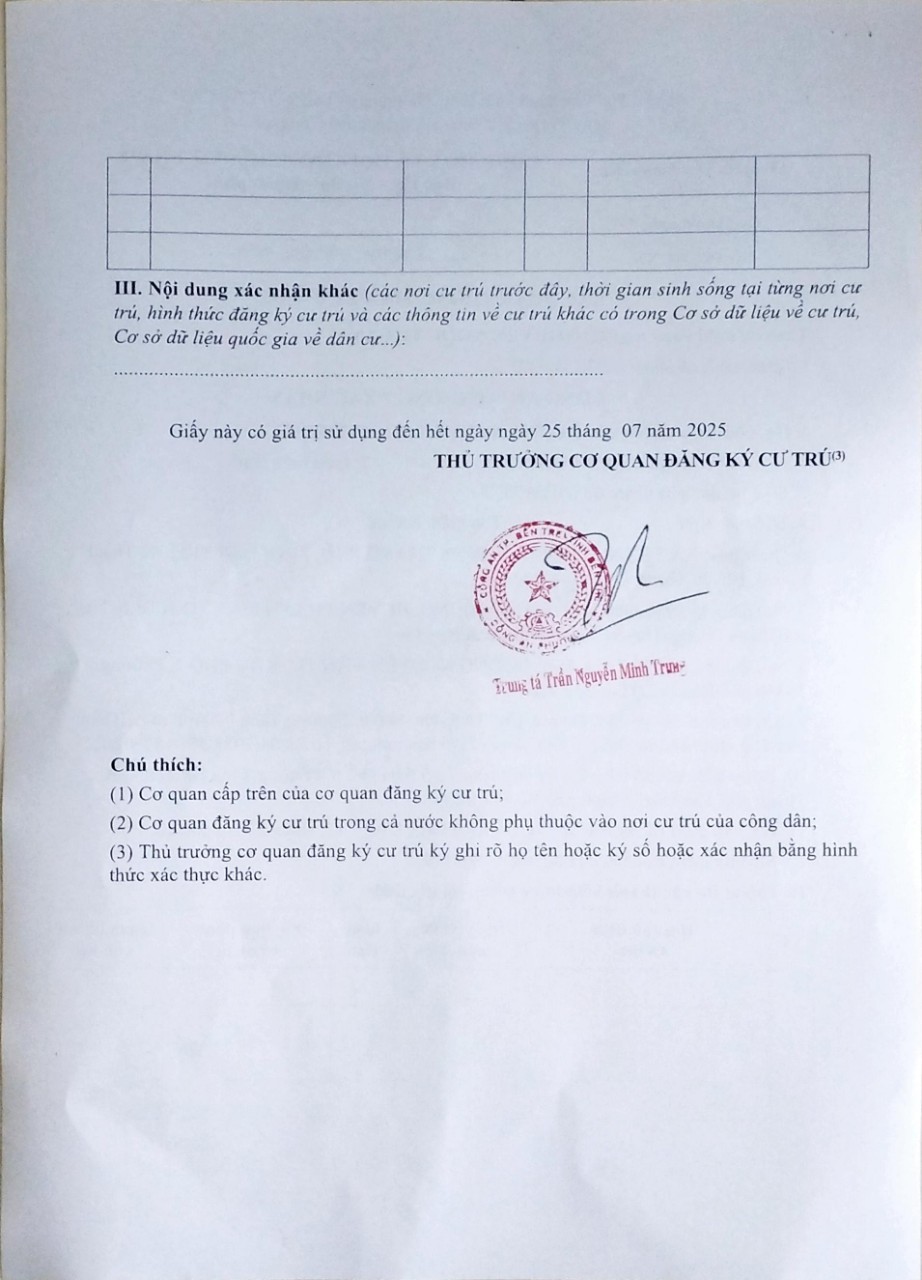 III. Nội dung xác nhận khác (các nơi cư trú trước đây, thời gian sinh sống tại từng nơi cư
trú, hình thức đăng ký cư trú và các thông tin về cư trú khác có trong Cơ sở dữ liệu về cư trú,
Cơ sở dữ liệu quốc gia về dân cư...):
..................................................................................................
Giấy này có giá trị sử dụng đến hết ngày ngày 25 tháng 07 năm 2025
THỦ TRƯỞNG CƠ QUAN ĐĂNG KÝ CƯ TRÚ(3)
CÔNG AN TP. BẾN TRE TỈNH BẾN TRE
CÔNG AN PHƯỜNG
Trung tá Trần Nguyễn Minh Trung
Chú thích:
(1) Cơ quan cấp trên của cơ quan đăng ký cư trú;
(2) Cơ quan đăng ký cư trú trong cả nước không phụ thuộc vào nơi cư trú của công dân;
(3) Thủ trưởng cơ quan đăng ký cư trú ký ghi rõ họ tên hoặc ký số hoặc xác nhận bằng hình
thức xác thực khác.